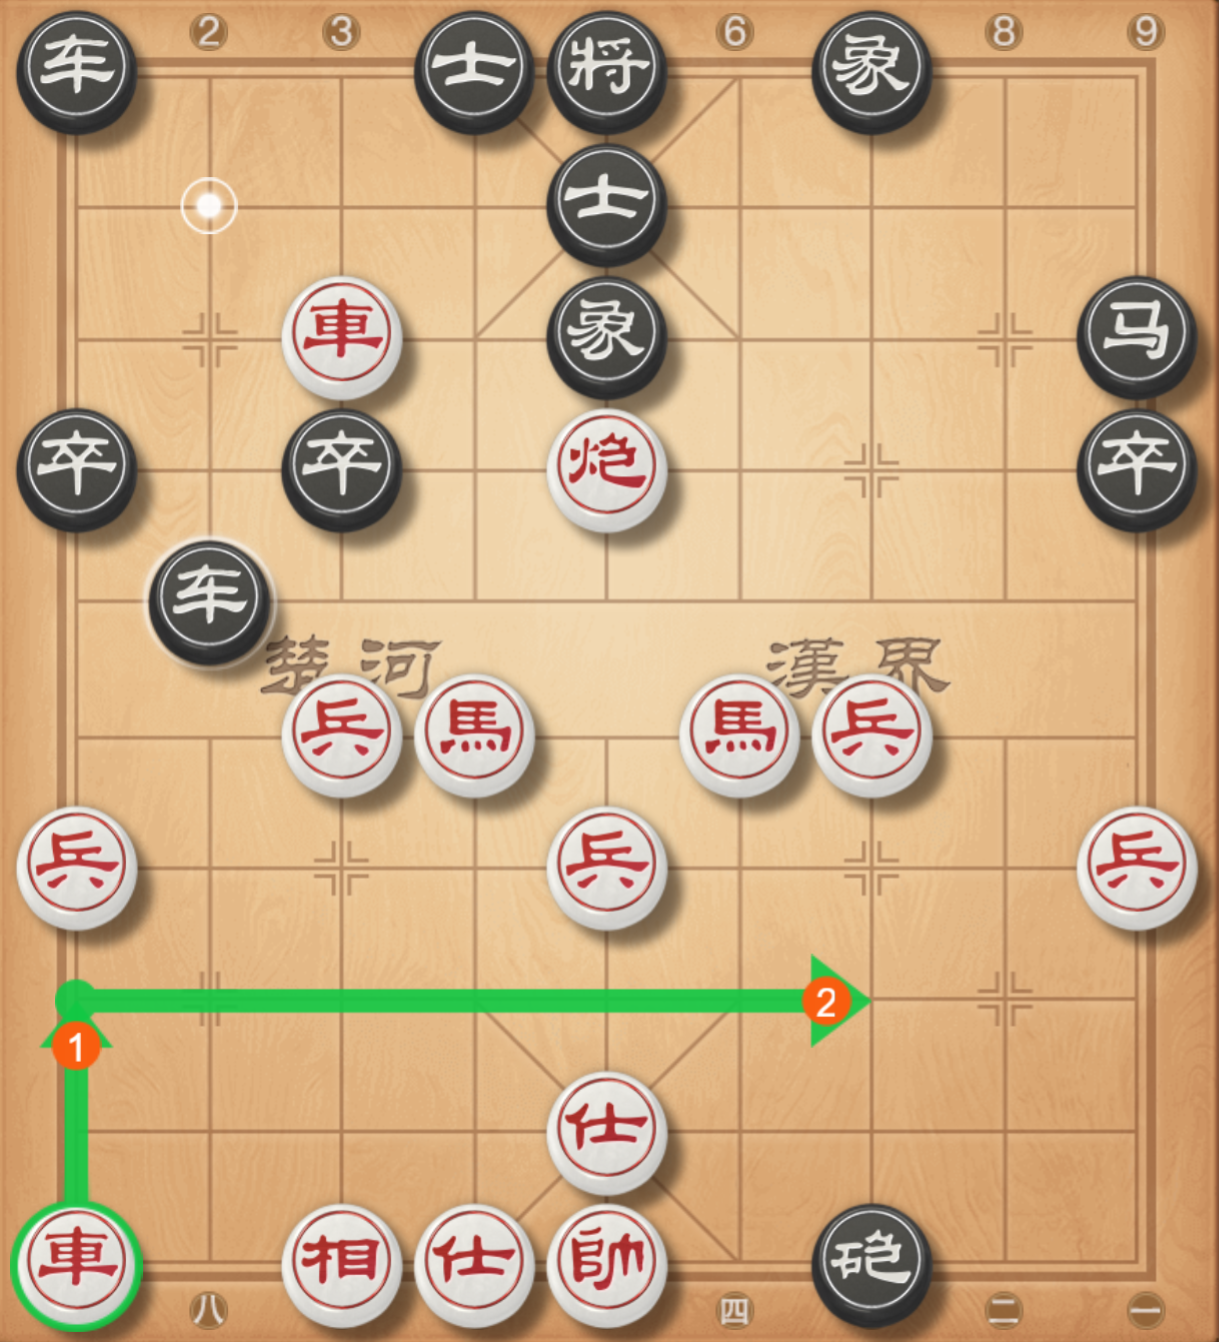 2 3 6 8 9
车 士 将 象
士
車 象 马
卒 卒 炮 卒
车
楚河 漢界
兵 馬 馬 兵
兵 兵 兵
2
1
仕
車 相 仕 帥 砲
八 四 二 一